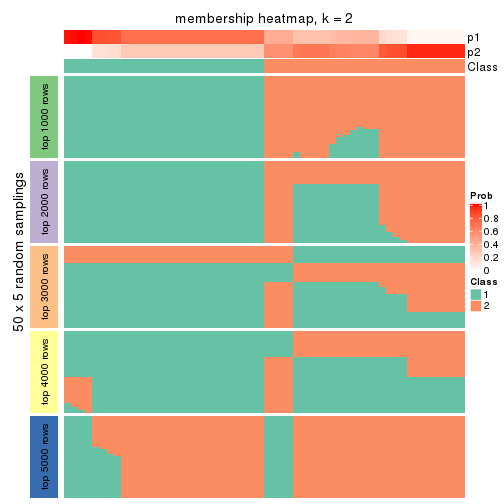 membership heatmap, k = 2
p1
p2
Class
50 x 5 random samplings
top 1000 rows
top 2000 rows
top 3000 rows
top 4000 rows
top 5000 rows
Prob
1
0.8
0.6
0.4
0.2
0
Class
1
2